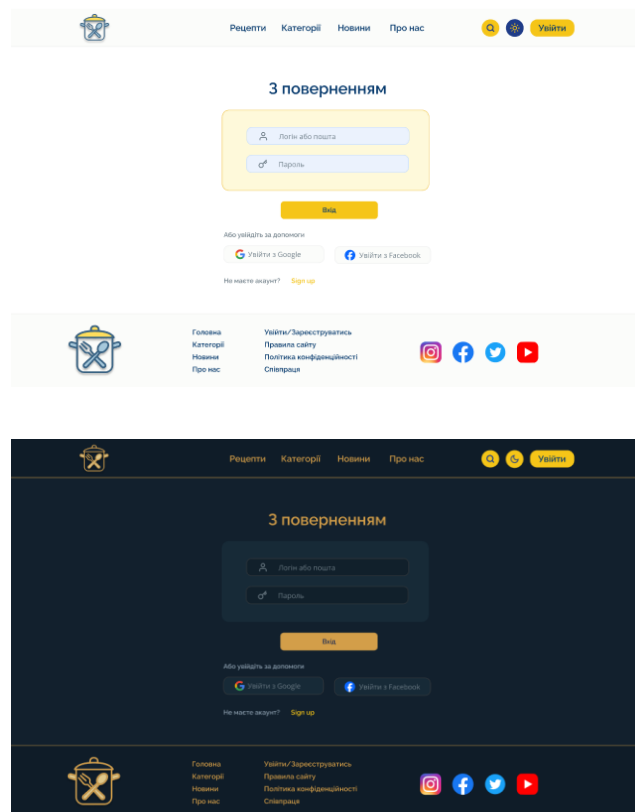 Рецепти Категорії Новини Про нас Увійти
З поверненням
Логін або пошта
Пароль
Вхід
Або увійдіть за допомоги
Увійти з Google Увійти з Facebook
Не маєте акаунт? Sign up
Головна Увійти/Зареєструватись
Категорії Правила сайту
Новини Політика конфіденційності
Про нас Співпраця
Рецепти Категорії Новини Про нас Увійти
З поверненням
Логін або пошта
Пароль
Вхід
Або увійдіть за допомоги
Увійти з Google Увійти з Facebook
Не маєте акаунт? Sign up
Головна Увійти/Зареєструватись
Категорії Правила сайту
Новини Політика конфіденційності
Про нас Співпраця